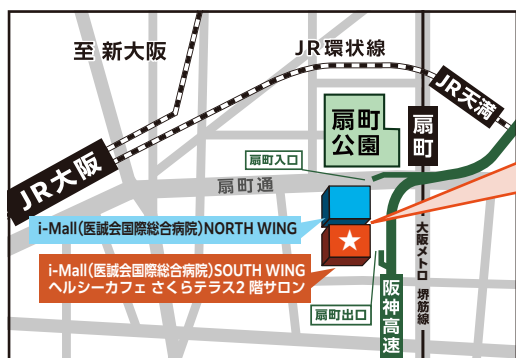 至 新大阪
JR環状線
JR天満
扇町
公園
扇町
JR大阪
扇町入口
扇町通
i-Mall(医誠会国際総合病院)NORTH WING
i-Mall(医誠会国際総合病院)SOUTH WING
ヘルシーカフェ さくらテラス2 階サロン
扇町出口
阪神高速
大阪メトロ 堺筋線